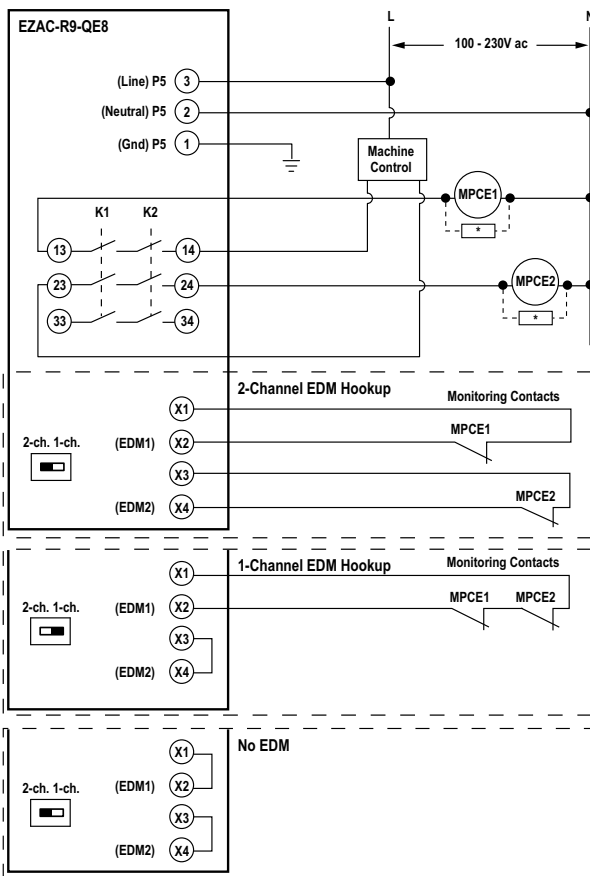 EZAC-R9-QE8
L
N
100 - 230V ac
(Line) P5 3
(Neutral) P5 2
(Gnd) P5 1
Machine
Control
MPCE1
*
K1 K2
13 14
23 24
MPCE2
*
33 34
2-Channel EDM Hookup
Monitoring Contacts
X1
MPCE1
2-ch. 1-ch. (EDM1) X2
X3
MPCE2
(EDM2) X4
1-Channel EDM Hookup
Monitoring Contacts
X1
MPCE1 MPCE2
2-ch. 1-ch. (EDM1) X2
X3
(EDM2) X4
No EDM
X1
2-ch. 1-ch. (EDM1) X2
X3
(EDM2) X4